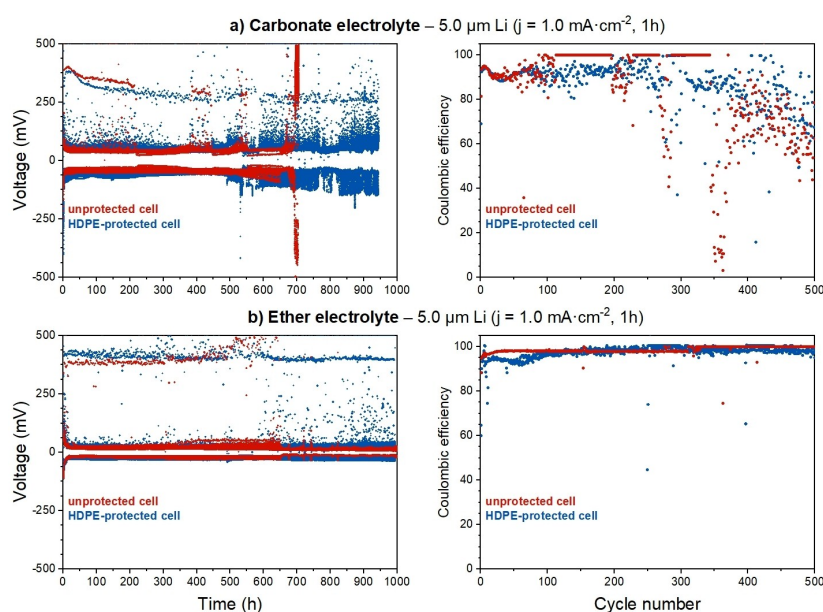 a) Carbonate electrolyte – 5.0 µm Li (j = 1.0 mA·cm⁻², 1h)
500
250
0
-250
-500
Voltage (mV)
unprotected cell
HDPE-protected cell
0 100 200 300 400 500 600 700 800 900 1000
100
80
60
40
20
0
Coulombic efficiency
unprotected cell
HDPE-protected cell
0 100 200 300 400 500
b) Ether electrolyte – 5.0 µm Li (j = 1.0 mA·cm⁻², 1h)
500
250
0
-250
-500
Voltage (mV)
unprotected cell
HDPE-protected cell
0 100 200 300 400 500 600 700 800 900 1000
Time (h)
100
80
60
40
20
0
Coulombic efficiency
unprotected cell
HDPE-protected cell
0 100 200 300 400 500
Cycle number